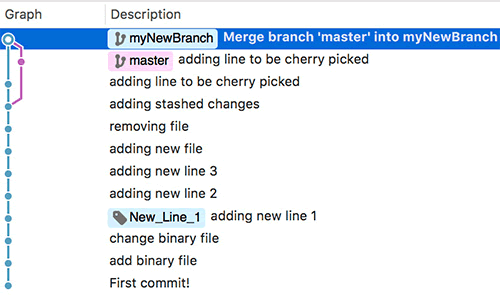 Graph Description
myNewBranch Merge branch 'master' into myNewBranch
master adding line to be cherry picked
adding line to be cherry picked
adding stashed changes
removing file
adding new file
adding new line 3
adding new line 2
New_Line_1 adding new line 1
change binary file
add binary file
First commit!